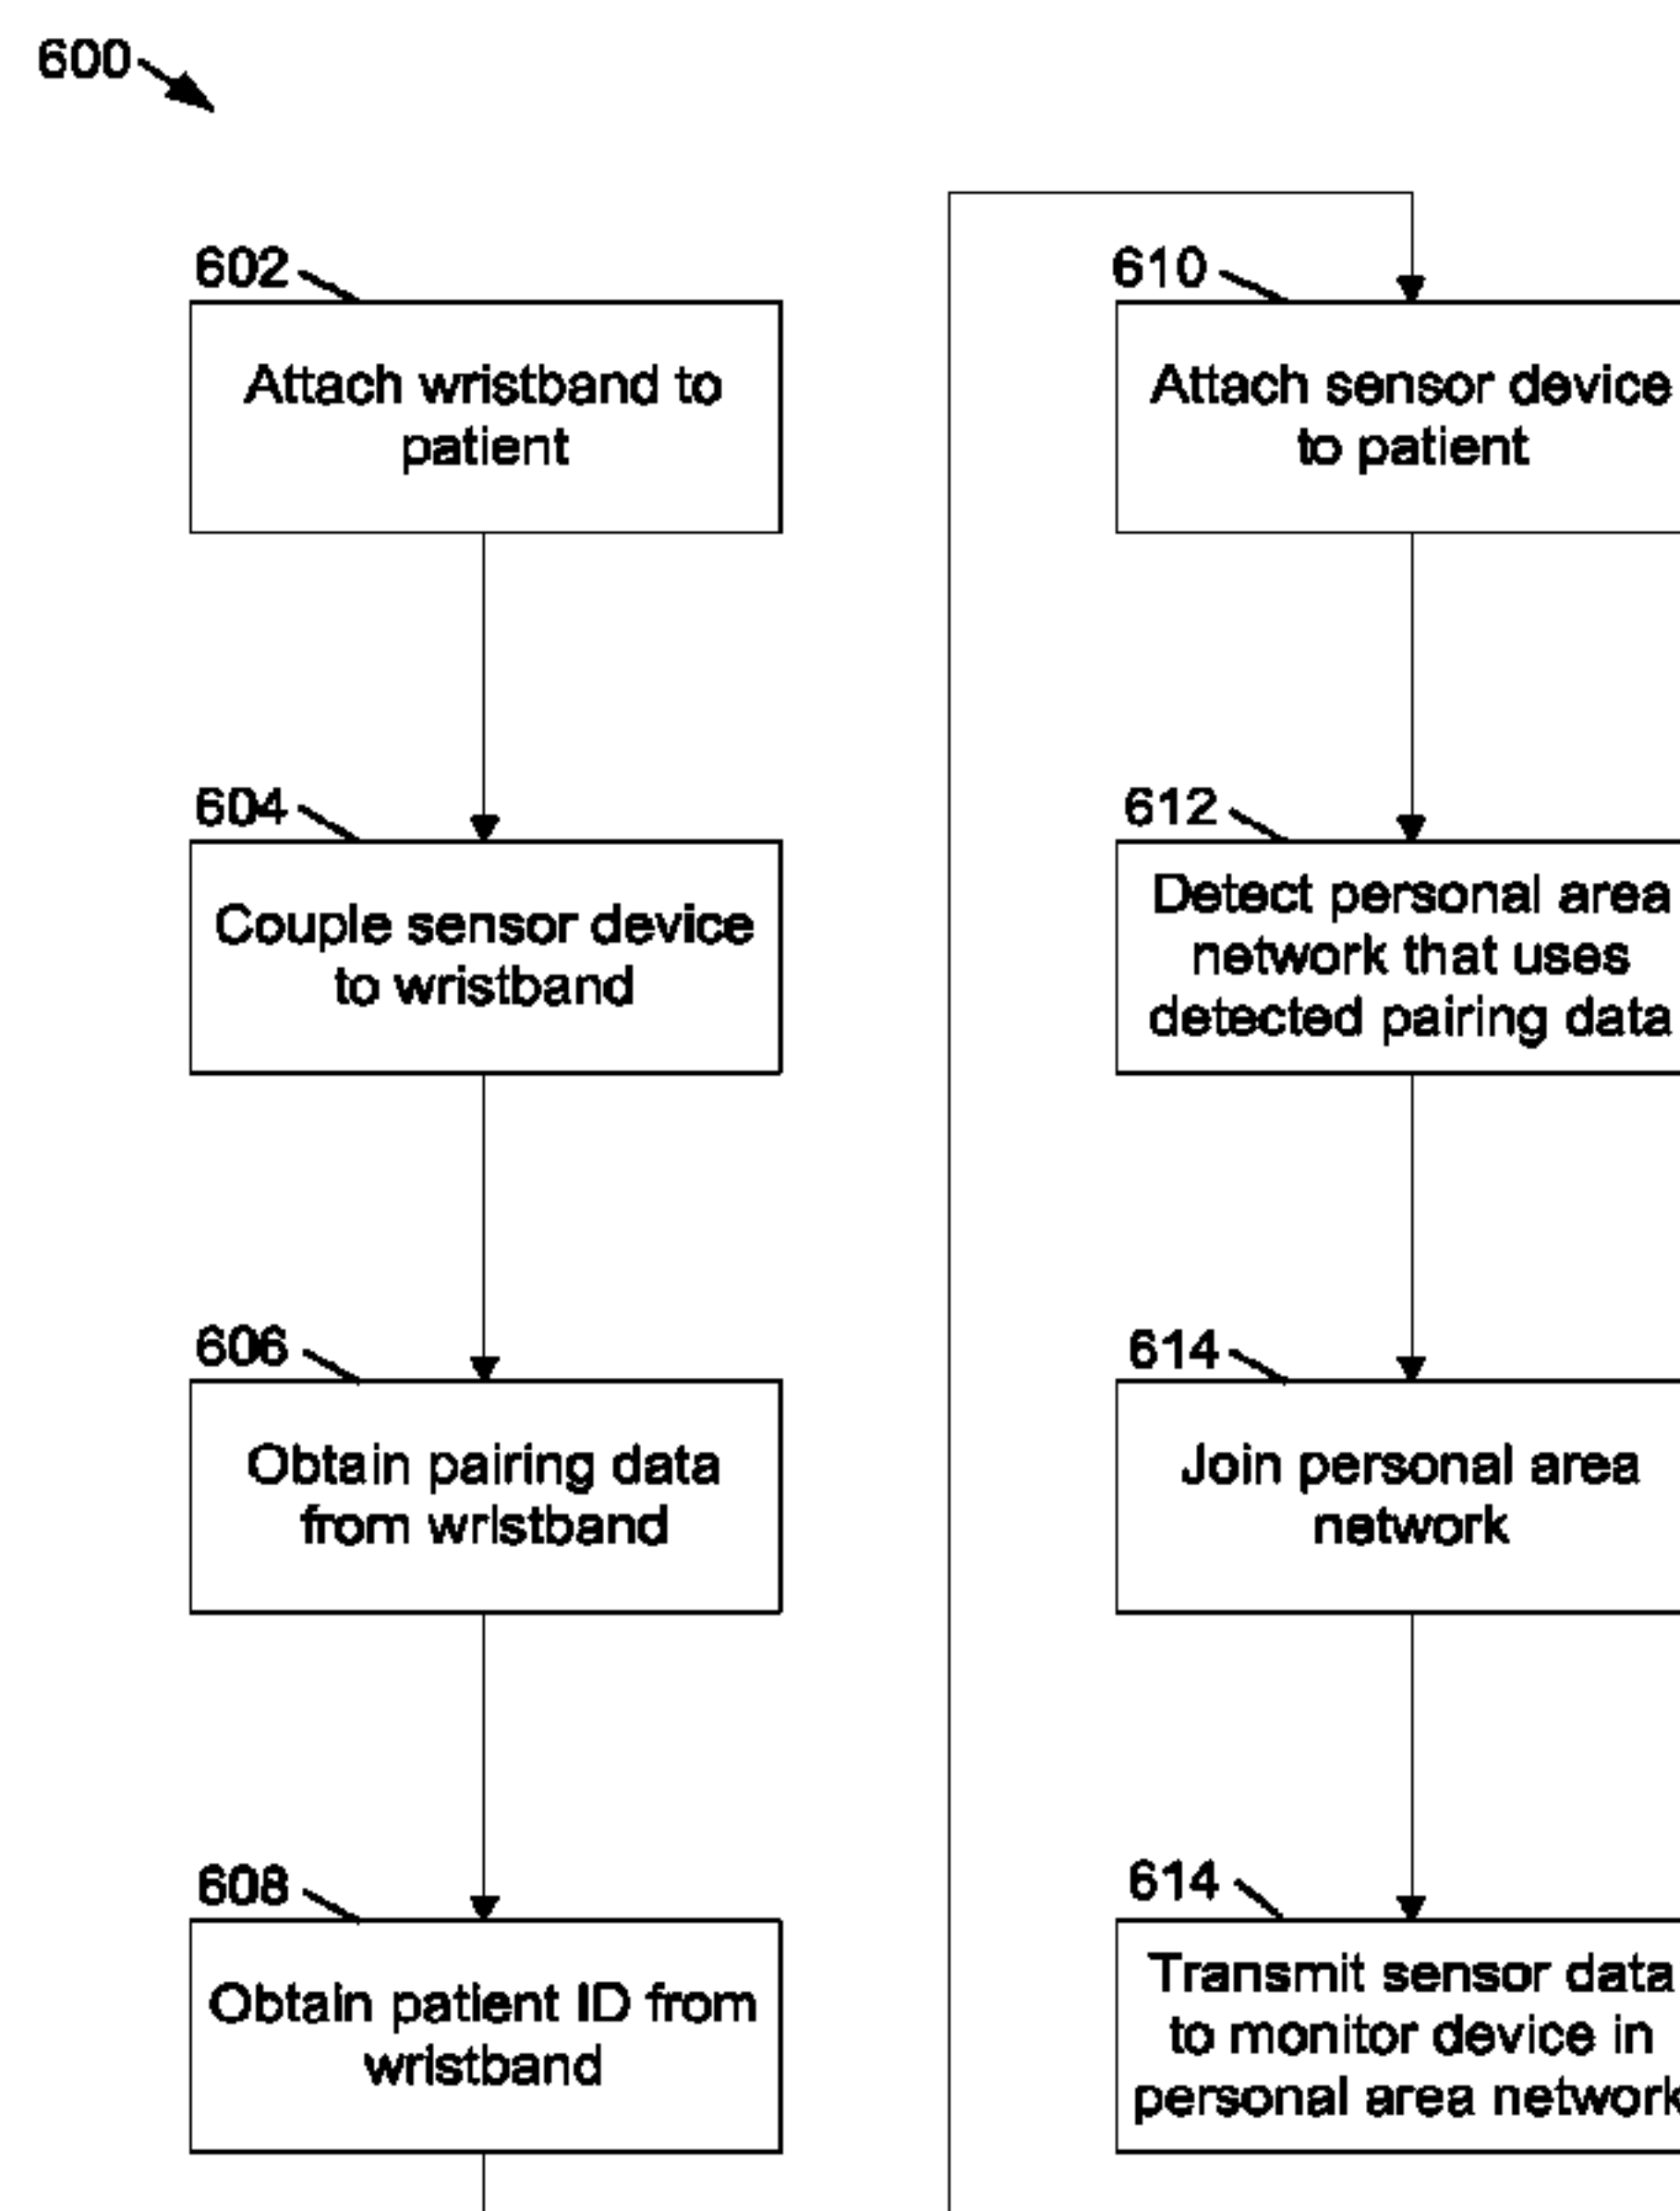 600
602
Attach wristband to
patient
604
Couple sensor device
to wristband
606
Obtain pairing data
from wristband
608
Obtain patient ID from
wristband
610
Attach sensor device
to patient
612
Detect personal area
network that uses
detected pairing data
614
Join personal area
network
614
Transmit sensor data
to monitor device in
personal area network